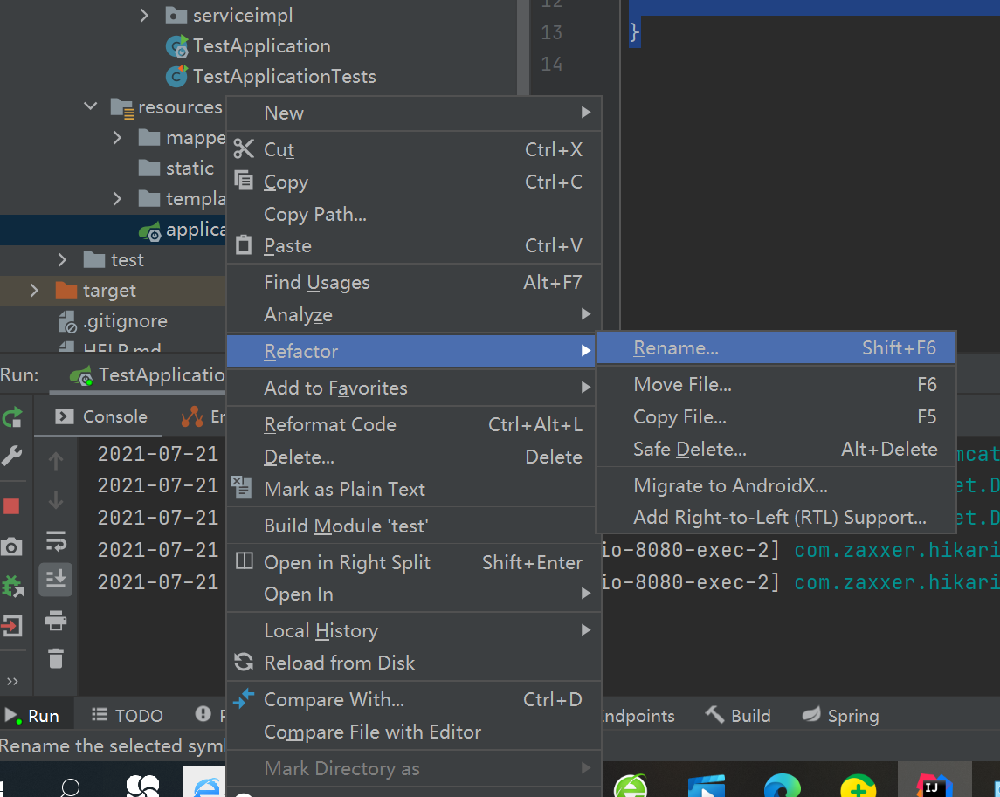 serviceimpl
TestApplication
TestApplicationTests
resources
mappe
static
templa
applica
test
target
.gitignore
HELP.md
12
13
14
}
New
Cut Ctrl+X
Copy Ctrl+C
Copy Path...
Paste Ctrl+V
Find Usages Alt+F7
Analyze
Refactor
Add to Favorites
Reformat Code Ctrl+Alt+L
Delete... Delete
Mark as Plain Text
Build Module 'test'
Open in Right Split Shift+Enter
Open In
Local History
Reload from Disk
Compare With... Ctrl+D
Compare File with Editor
Mark Directory as
Rename... Shift+F6
Move File... F6
Copy File... F5
Safe Delete... Alt+Delete
Migrate to AndroidX...
Add Right-to-Left (RTL) Support...
Run: TestApplicatio
Console En
2021-07-21 mcat
2021-07-21 et.D
2021-07-21 et.D
2021-07-21 io-8080-exec-2] com.zaxxer.hikari
2021-07-21 io-8080-exec-2] com.zaxxer.hikari
Run TODO P Endpoints Build Spring
Rename the selected sym
IJ